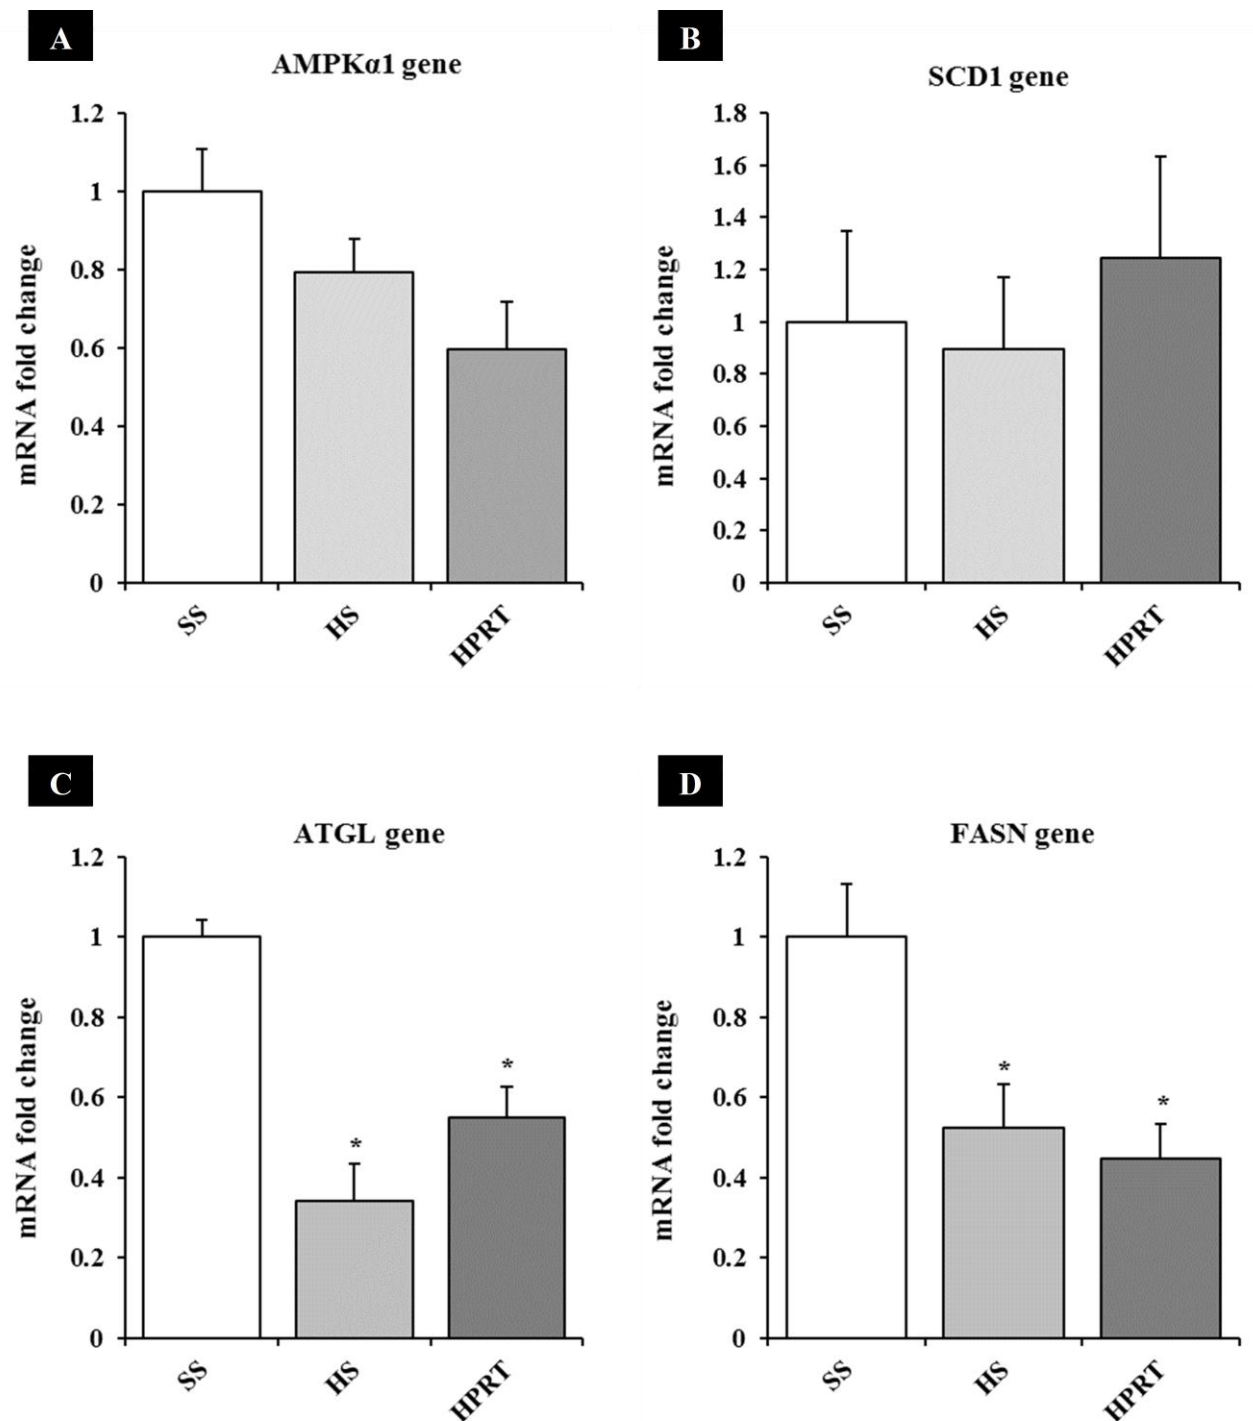 A
AMPKα1 gene
mRNA fold change
1.2
1
0.8
0.6
0.4
0.2
0
SS
HS
HPRT
B
SCD1 gene
mRNA fold change
1.8
1.6
1.4
1.2
1
0.8
0.6
0.4
0.2
0
SS
HS
HPRT
C
ATGL gene
mRNA fold change
1.2
1
0.8
0.6
0.4
0.2
0
*
*
SS
HS
HPRT
D
FASN gene
mRNA fold change
1.2
1
0.8
0.6
0.4
0.2
0
*
*
SS
HS
HPRT